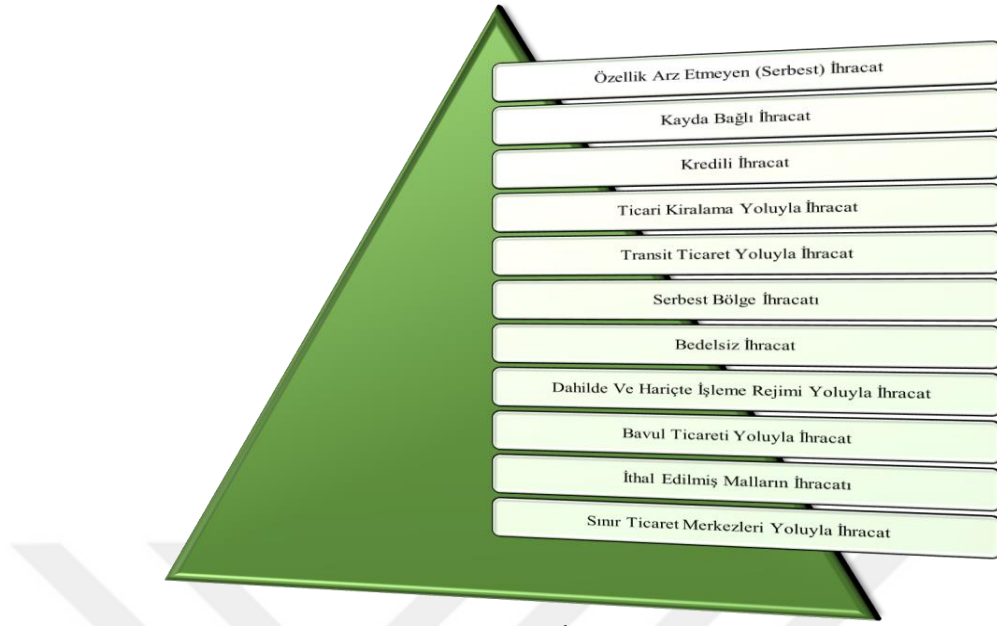 Özellik Arz Etmeyen (Serbest) İhracat
Kayda Bağlı İhracat
Kredili İhracat
Ticari Kiralama Yoluyla İhracat
Transit Ticaret Yoluyla İhracat
Serbest Bölge İhracatı
Bedelsiz İhracat
Dahilde Ve Hariçte İşleme Rejimi Yoluyla İhracat
Bavul Ticareti Yoluyla İhracat
İthal Edilmiş Malların İhracatı
Sınır Ticaret Merkezleri Yoluyla İhracat